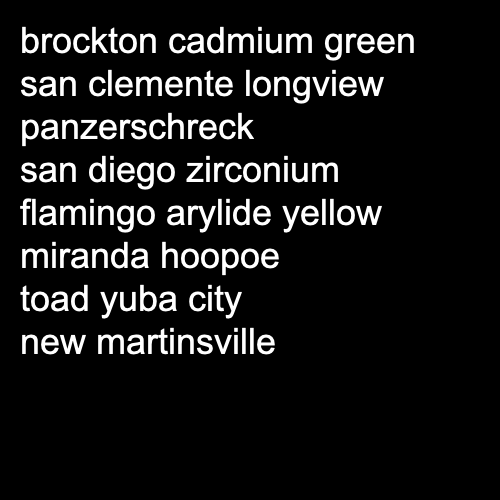 brockton cadmium green
san clemente longview
panzerschreck
san diego zirconium
flamingo arylide yellow
miranda hoopoe
toad yuba city
new martinsville